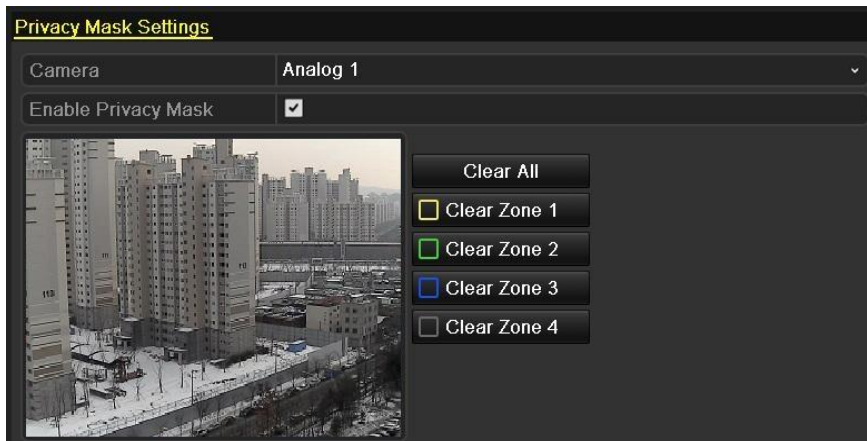 Privacy Mask Settings
Camera
Analog 1
Enable Privacy Mask
Clear All
Clear Zone 1
Clear Zone 2
Clear Zone 3
Clear Zone 4